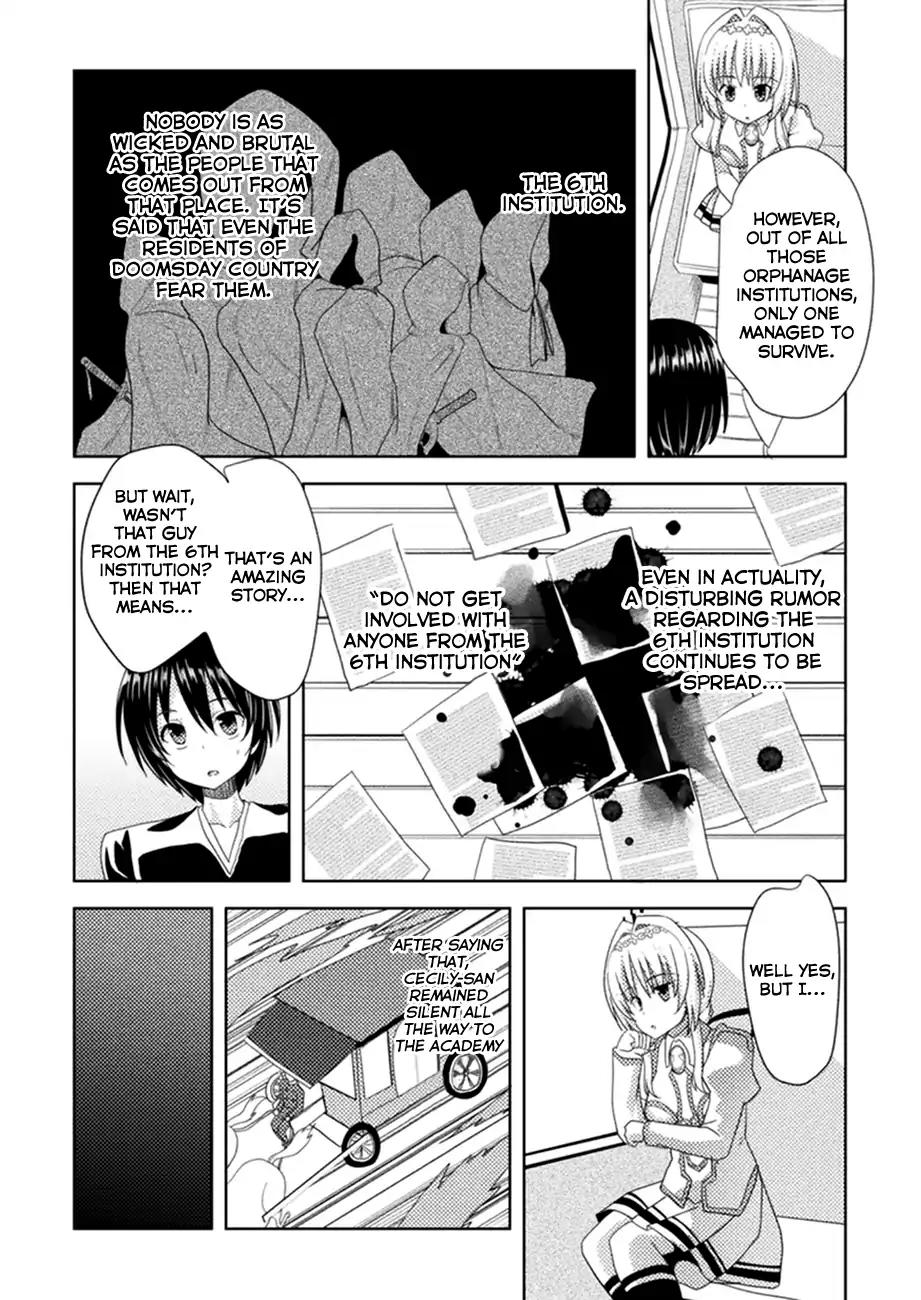 HOWEVER,
OUT OF ALL
THOSE
ORPHANAGE
INSTITUTIONS,
ONLY ONE
MANAGED TO
SURVIVE.
THE 6TH
INSTITUTION.
NOBODY IS AS
WICKED AND BRUTAL
AS THE PEOPLE THAT
COMES OUT FROM
THAT PLACE. IT'S
SAID THAT EVEN THE
RESIDENTS OF
DOOMSDAY COUNTRY
FEAR THEM.
EVEN IN ACTUALITY,
A DISTURBING RUMOR
REGARDING THE
6TH INSTITUTION
CONTINUES TO BE
SPREAD...
"DO NOT GET
INVOLVED WITH
ANYONE FROM THE
6TH INSTITUTION"
THAT'S AN
AMAZING
STORY...
BUT WAIT,
WASN'T
THAT GUY
FROM THE 6TH
INSTITUTION?
THEN THAT
MEANS...
WELL YES,
BUT I...
AFTER SAYING
THAT,
CECILY-SAN
REMAINED
SILENT ALL
THE WAY TO
THE ACADEMY